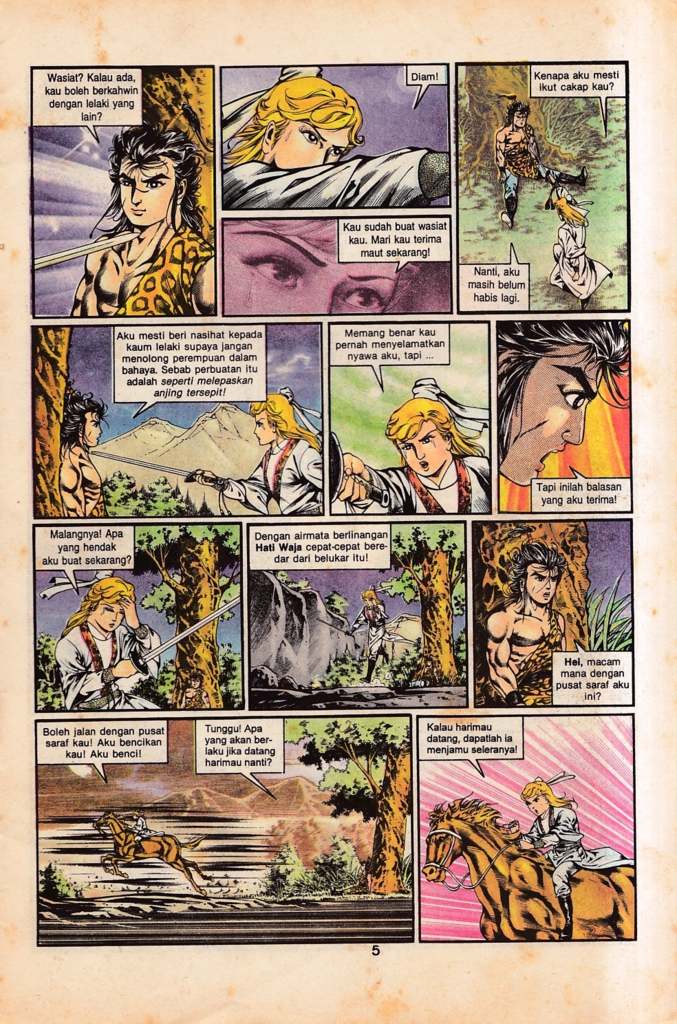 Wasiat? Kalau ada,
kau boleh berkahwin
dengan lelaki yang
lain?
Diam!
Kau sudah buat wasiat
kau. Mari kau terima
maut sekarang!
Kenapa aku mesti
ikut cakap kau?
Nanti, aku
masih belum
habis lagi.
Aku mesti beri nasihat kepada
kaum lelaki supaya jangan
menolong perempuan dalam
bahaya. Sebab perbuatan itu
adalah seperti melepaskan
anjing tersepit!
Memang benar kau
pernah menyelamatkan
nyawa aku, tapi ...
Tapi inilah balasan
yang aku terima!
Malangnya! Apa
yang hendak
aku buat sekarang?
Dengan airmata berlinangan
Hati Waja cepat-cepat bere-
dar dari belukar itu!
Hei, macam
mana dengan
pusat saraf aku
ini?
Boleh jalan dengan pusat
saraf kau! Aku bencikan
kau! Aku benci!
Tunggu! Apa
yang akan ber-
laku jika datang
harimau nanti?
Kalau harimau
datang, dapatlah ia
menjamu seleranya!
5